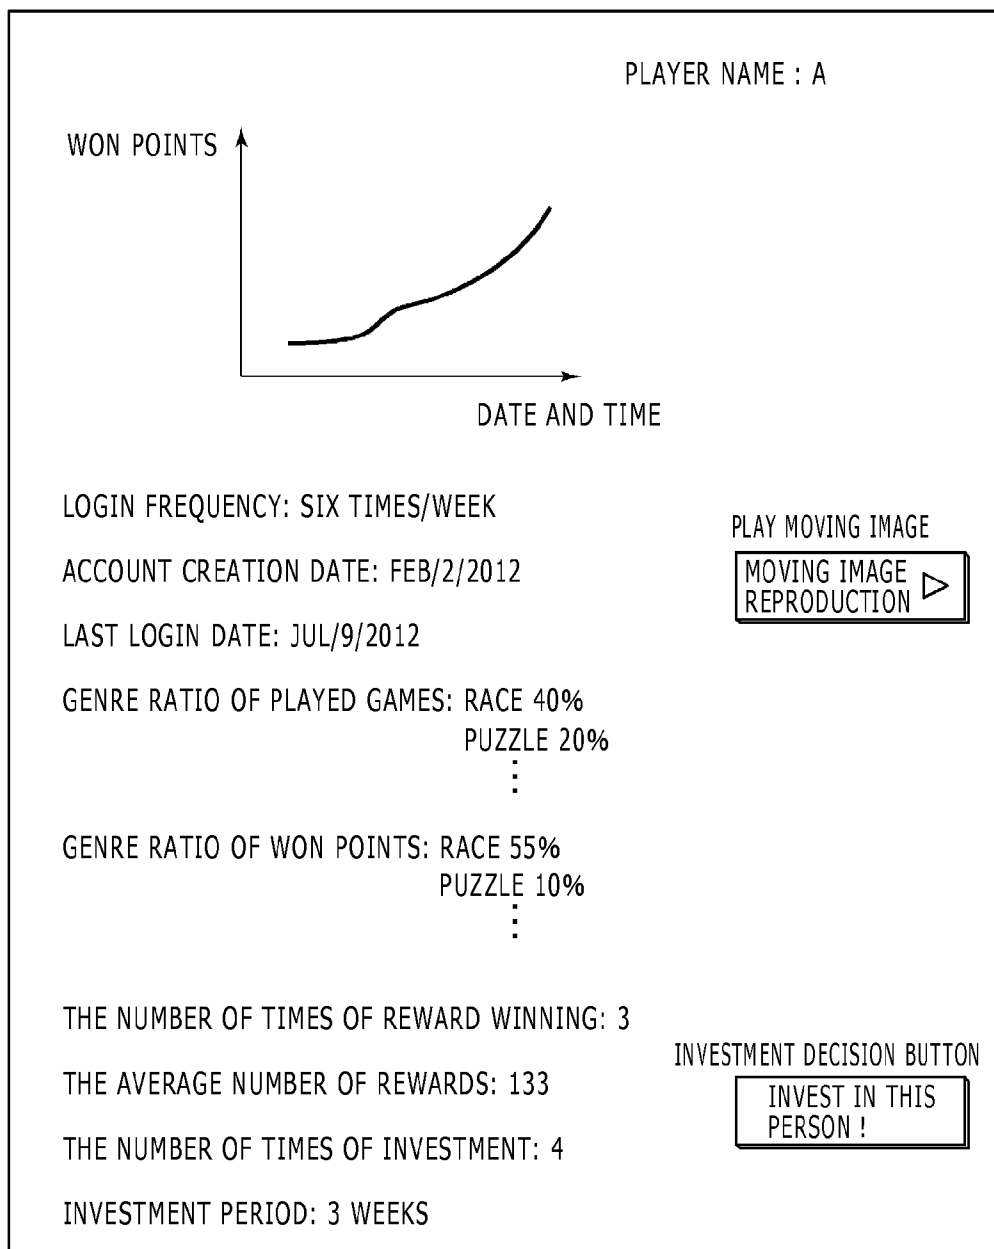 PLAYER NAME : A
WON POINTS
DATE AND TIME
LOGIN FREQUENCY: SIX TIMES/WEEK
PLAY MOVING IMAGE
ACCOUNT CREATION DATE: FEB/2/2012
MOVING IMAGE
REPRODUCTION
LAST LOGIN DATE: JUL/9/2012
GENRE RATIO OF PLAYED GAMES: RACE 40%
PUZZLE 20%
GENRE RATIO OF WON POINTS: RACE 55%
PUZZLE 10%
THE NUMBER OF TIMES OF REWARD WINNING: 3
INVESTMENT DECISION BUTTON
THE AVERAGE NUMBER OF REWARDS: 133
INVEST IN THIS
PERSON !
THE NUMBER OF TIMES OF INVESTMENT: 4
INVESTMENT PERIOD: 3 WEEKS